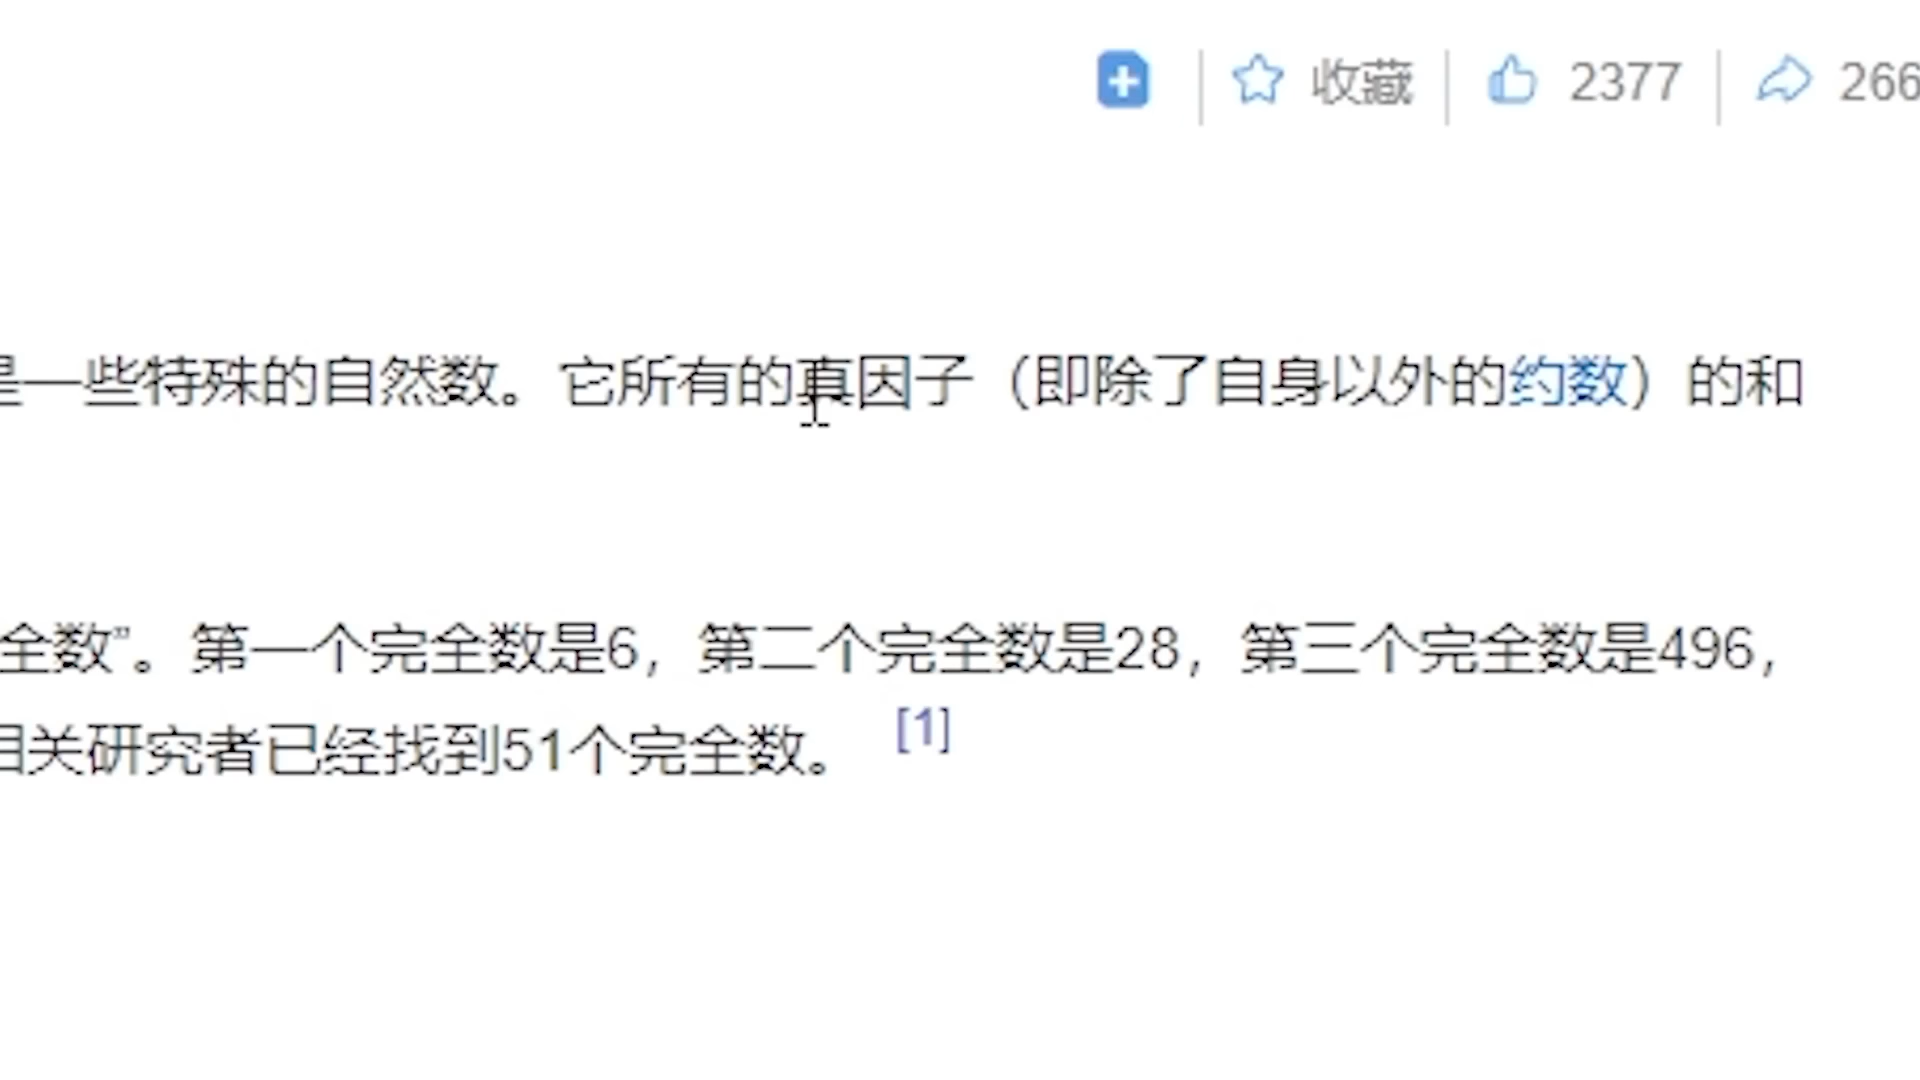 收藏 2377 266
是一些特殊的自然数。它所有的真因子（即除了自身以外的约数）的和
全数”。第一个完全数是6，第二个完全数是28，第三个完全数是496，
相关研究者已经找到51个完全数。 [1]